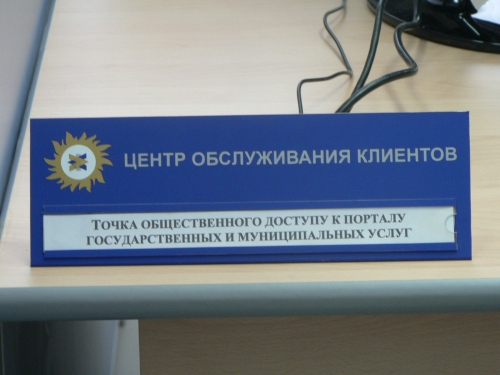 ЦЕНТР ОБСЛУЖИВАНИЯ КЛИЕНТОВ
ТОЧКА ОБЩЕСТВЕННОГО ДОСТУПУ К ПОРТАЛУ
ГОСУДАРСТВЕННЫХ И МУНИЦИПАЛЬНЫХ УСЛУГ